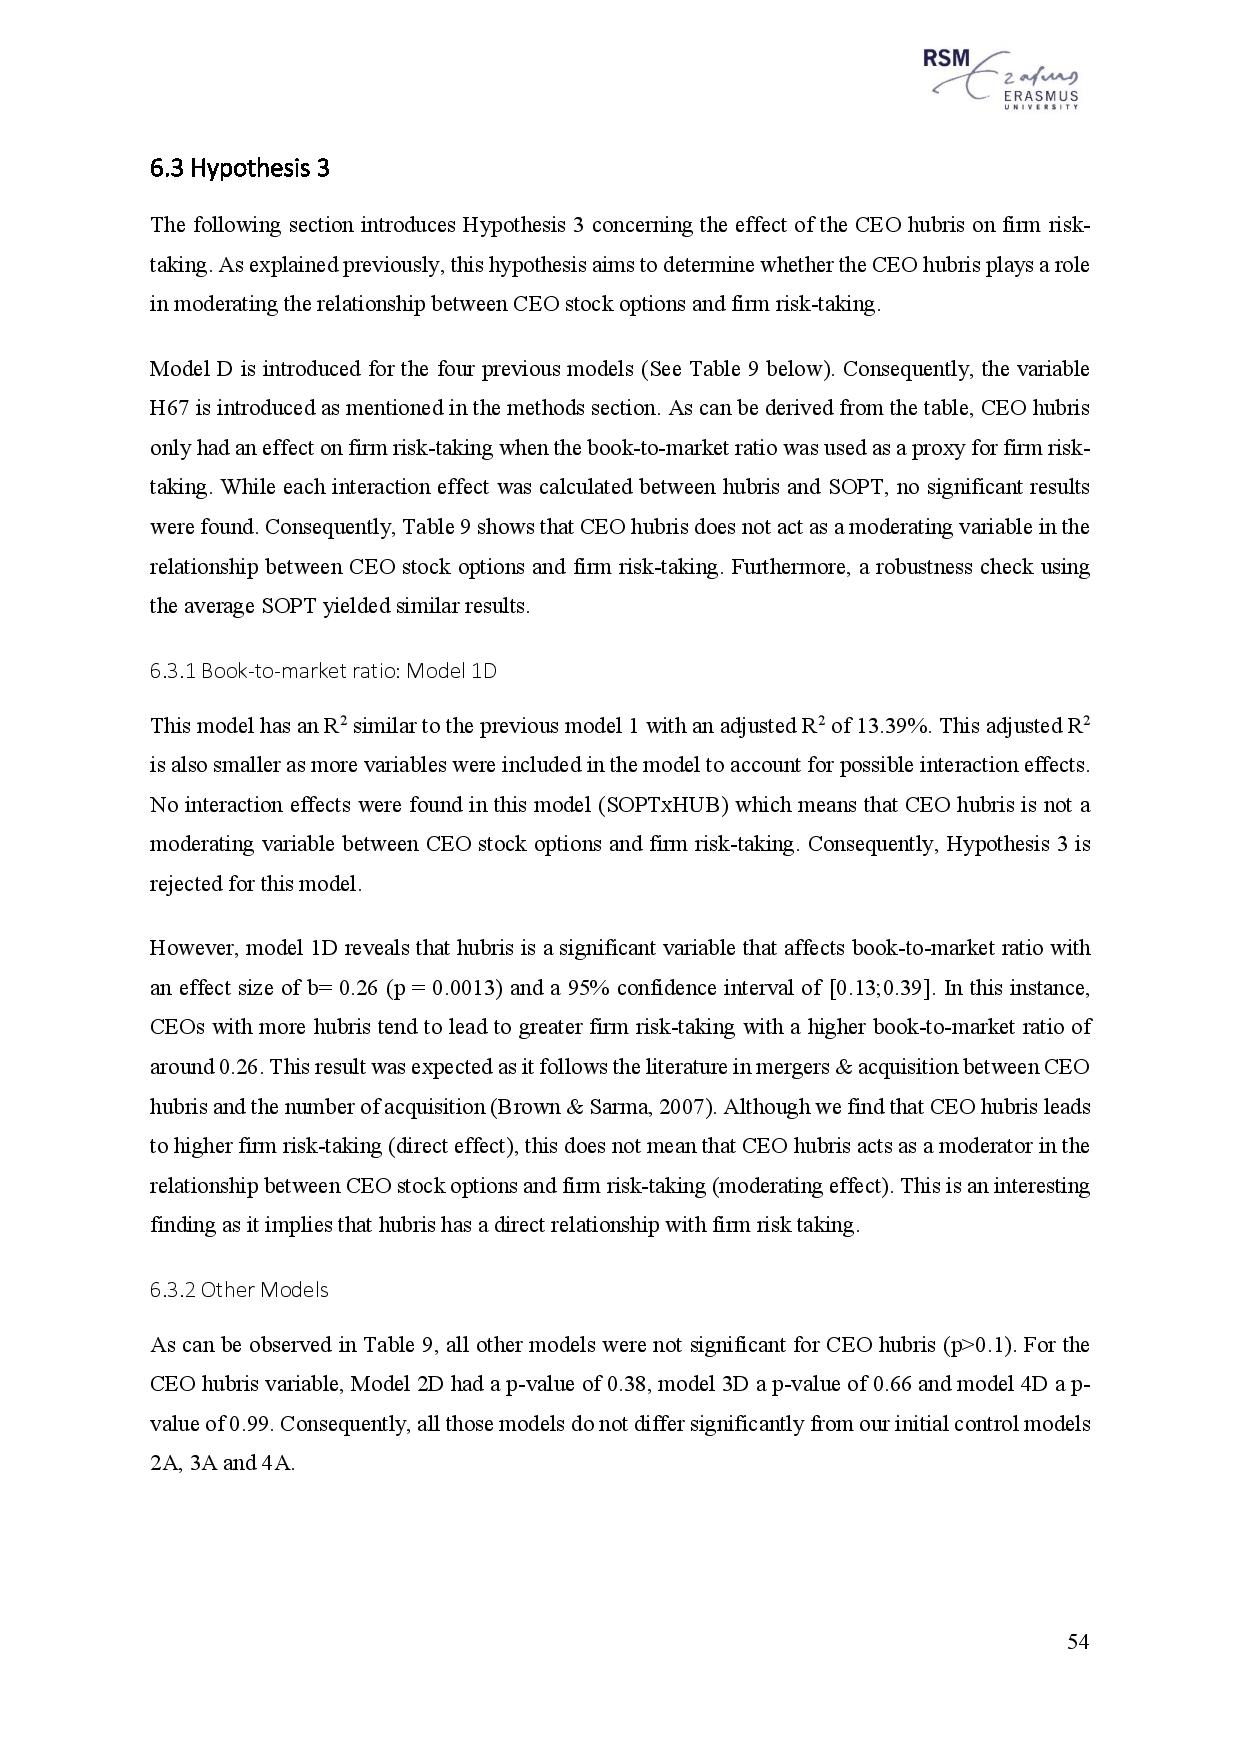 RSM
Erasmus
ERASMUS
UNIVERSITY
6.3 Hypothesis 3
The following section introduces Hypothesis 3 concerning the effect of the CEO hubris on firm risk-
taking. As explained previously, this hypothesis aims to determine whether the CEO hubris plays a role
in moderating the relationship between CEO stock options and firm risk-taking.
Model D is introduced for the four previous models (See Table 9 below). Consequently, the variable
H67 is introduced as mentioned in the methods section. As can be derived from the table, CEO hubris
only had an effect on firm risk-taking when the book-to-market ratio was used as a proxy for firm risk-
taking. While each interaction effect was calculated between hubris and SOPT, no significant results
were found. Consequently, Table 9 shows that CEO hubris does not act as a moderating variable in the
relationship between CEO stock options and firm risk-taking. Furthermore, a robustness check using
the average SOPT yielded similar results.
6.3.1 Book-to-market ratio: Model 1D
This model has an R² similar to the previous model 1 with an adjusted R² of 13.39%. This adjusted R²
is also smaller as more variables were included in the model to account for possible interaction effects.
No interaction effects were found in this model (SOPTxHUB) which means that CEO hubris is not a
moderating variable between CEO stock options and firm risk-taking. Consequently, Hypothesis 3 is
rejected for this model.
However, model 1D reveals that hubris is a significant variable that affects book-to-market ratio with
an effect size of b= 0.26 (p = 0.0013) and a 95% confidence interval of [0.13;0.39]. In this instance,
CEOs with more hubris tend to lead to greater firm risk-taking with a higher book-to-market ratio of
around 0.26. This result was expected as it follows the literature in mergers & acquisition between CEO
hubris and the number of acquisition (Brown & Sarma, 2007). Although we find that CEO hubris leads
to higher firm risk-taking (direct effect), this does not mean that CEO hubris acts as a moderator in the
relationship between CEO stock options and firm risk-taking (moderating effect). This is an interesting
finding as it implies that hubris has a direct relationship with firm risk taking.
6.3.2 Other Models
As can be observed in Table 9, all other models were not significant for CEO hubris (p>0.1). For the
CEO hubris variable, Model 2D had a p-value of 0.38, model 3D a p-value of 0.66 and model 4D a p-
value of 0.99. Consequently, all those models do not differ significantly from our initial control models
2A, 3A and 4A.
54